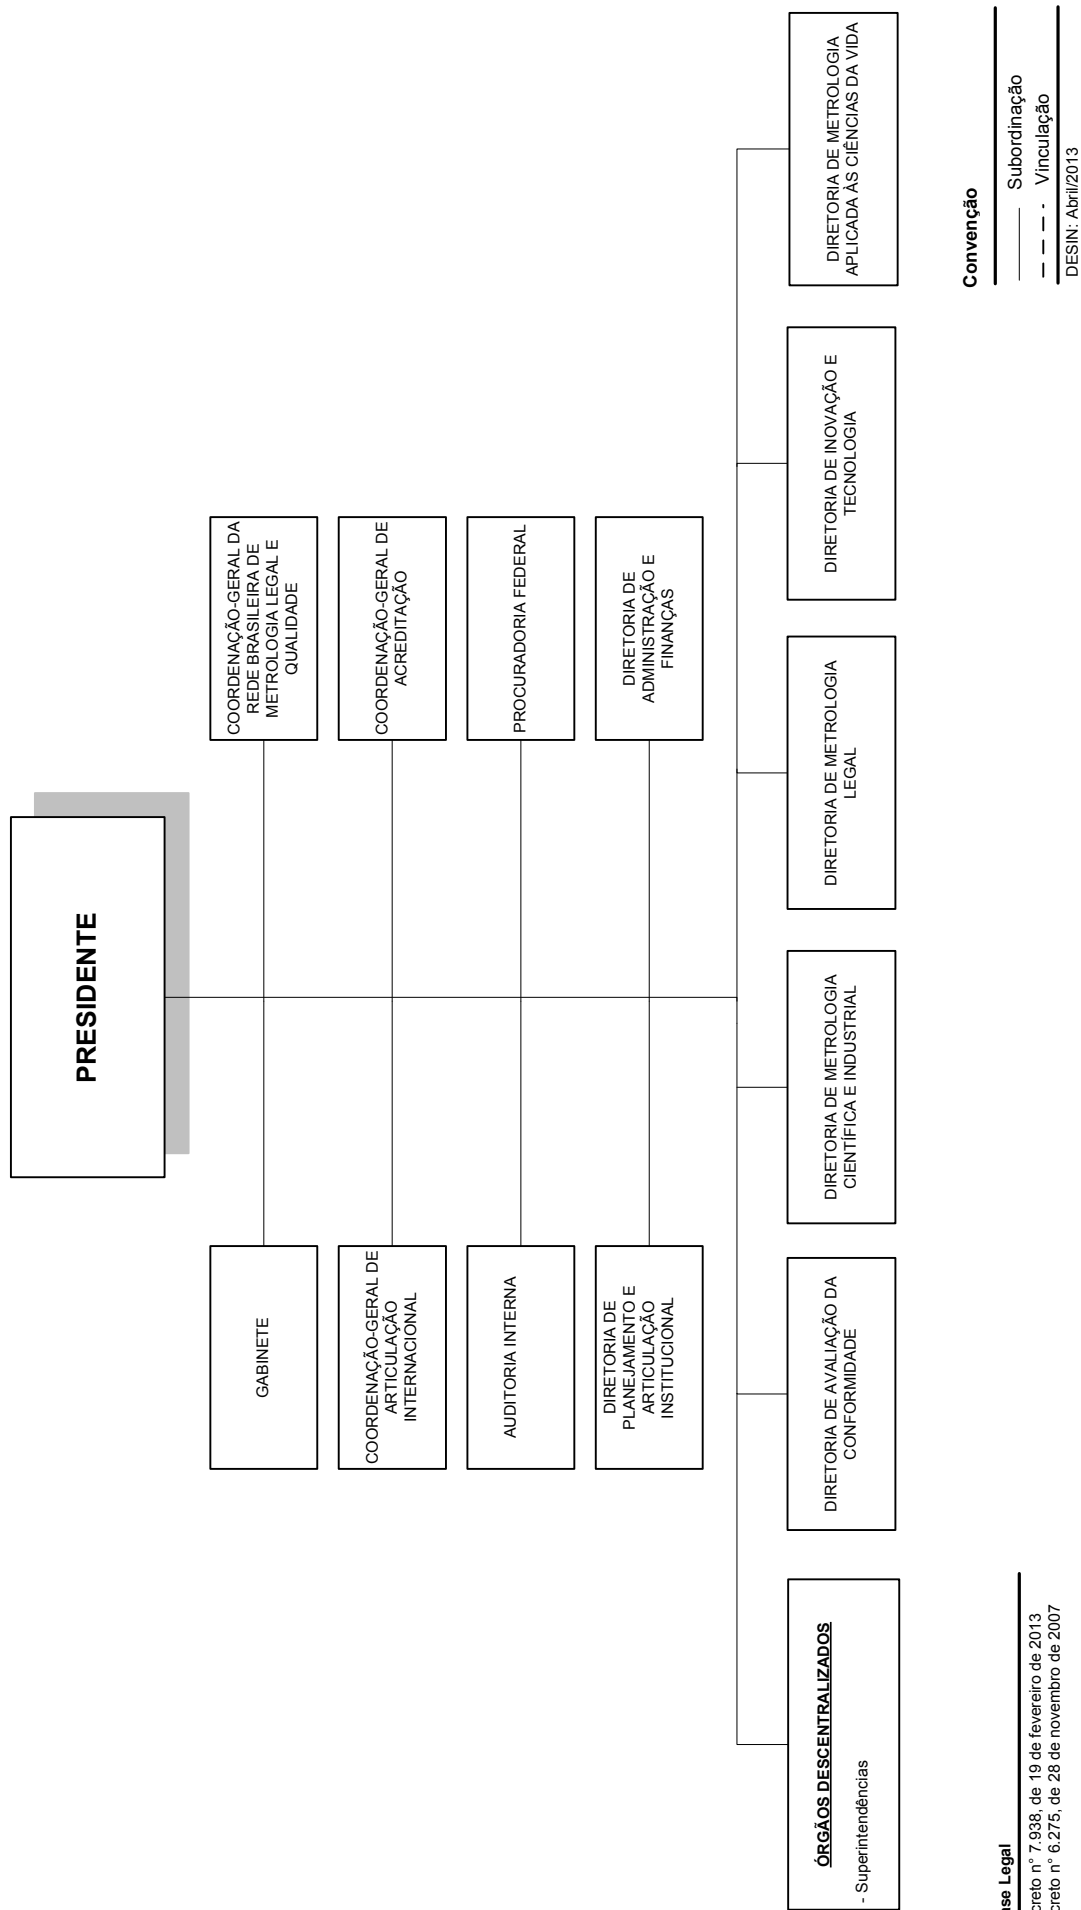 PRESIDENTE
GABINETE
COORDENAÇÃO-GERAL DA
REDE BRASILEIRA DE
METROLOGIA LEGAL E
QUALIDADE
COORDENAÇÃO-GERAL DE
ARTICULAÇÃO
INTERNACIONAL
COORDENAÇÃO-GERAL DE
ACREDITAÇÃO
AUDITORIA INTERNA
PROCURADORIA FEDERAL
DIRETORIA DE
PLANEJAMENTO E
ARTICULAÇÃO
INSTITUCIONAL
DIRETORIA DE
ADMINISTRAÇÃO E
FINANÇAS
ÓRGÃOS DESCENTRALIZADOS
- Superintendências
DIRETORIA DE AVALIAÇÃO DA
CONFORMIDADE
DIRETORIA DE METROLOGIA
CIENTÍFICA E INDUSTRIAL
DIRETORIA DE METROLOGIA
LEGAL
DIRETORIA DE INOVAÇÃO E
TECNOLOGIA
DIRETORIA DE METROLOGIA
APLICADA ÀS CIÊNCIAS DA VIDA
se Legal
creto n° 7.938, de 19 de fevereiro de 2013
creto n° 6.275, de 28 de novembro de 2007
Convenção
Subordinação
Vinculação
DESIN: Abril/2013